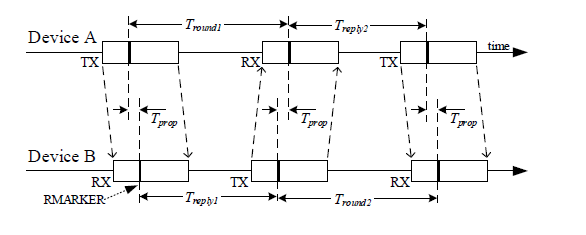 Tround1 Treply2
Device A time
TX RX TX
Tprop Tprop Tprop
Device B
RX TX RX
RMARKER Treply1 Tround2